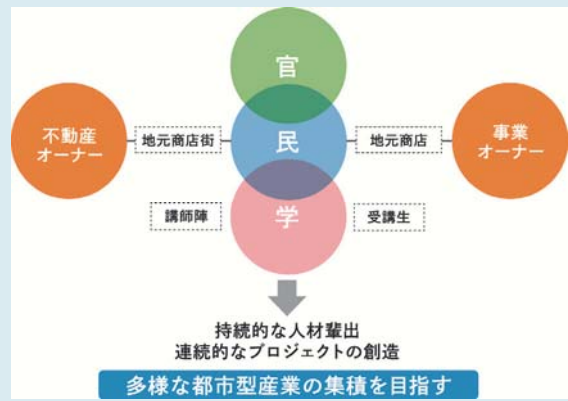 官
不動産
オーナー
地元商店街
民
地元商店
事業
オーナー
講師陣
学
受講生
持続的な人材輩出
連続的なプロジェクトの創造
多様な都市型産業の集積を目指す